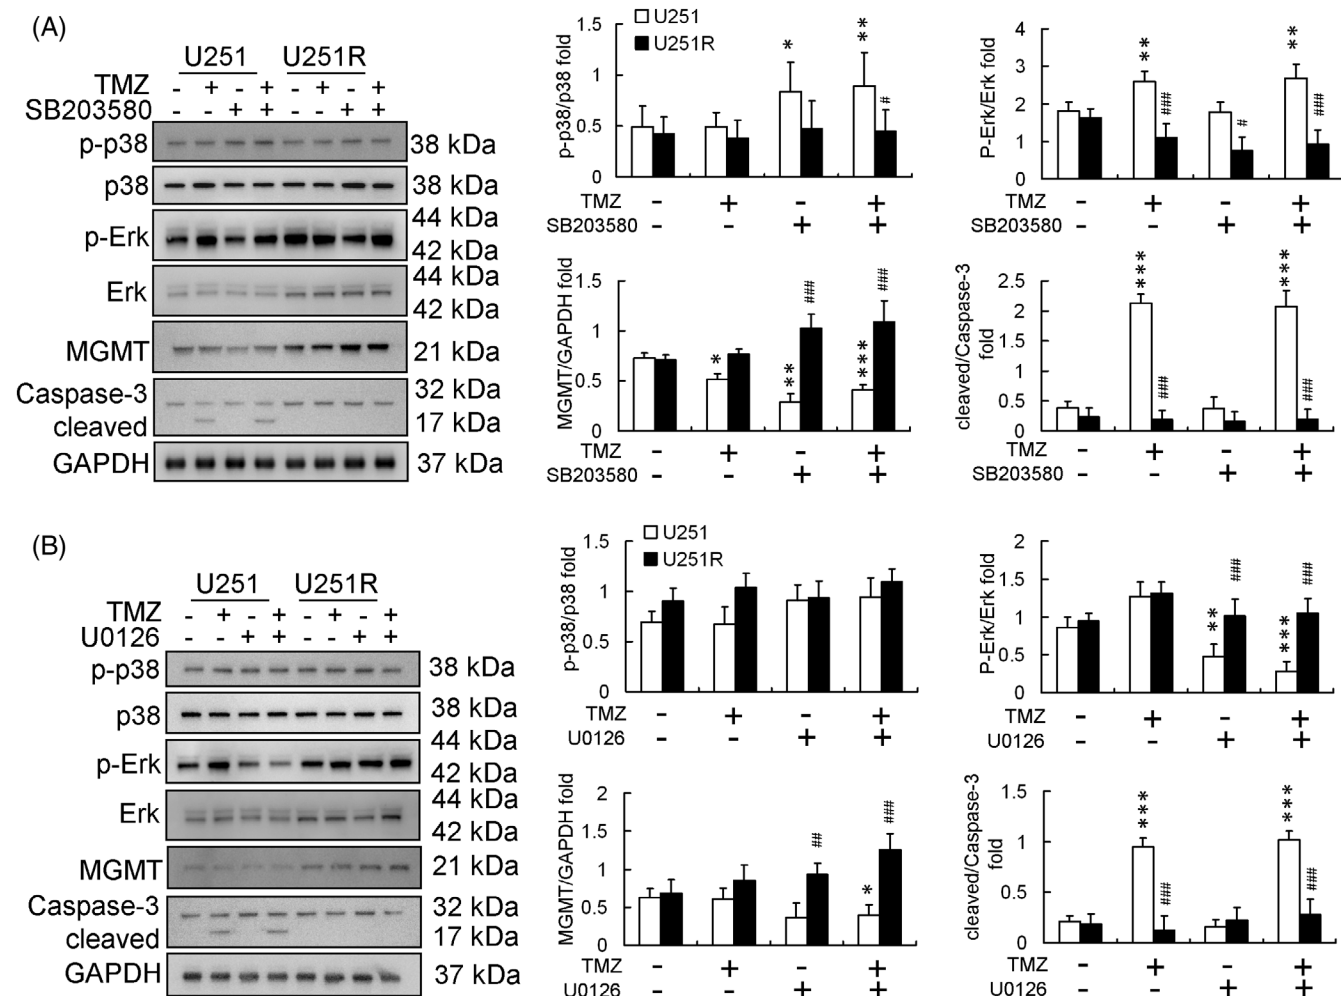 (A)
U251 U251R
TMZ - + - + - + - +
SB203580 - - + + - - + +
p-p38 38 kDa
p38 38 kDa
p-Erk 44 kDa
42 kDa
Erk 44 kDa
42 kDa
MGMT 21 kDa
Caspase-3 32 kDa
cleaved 17 kDa
GAPDH 37 kDa
p-p38/p38 fold
1.5
1
0.5
0
U251
U251R
*
**
#
TMZ - + - +
SB203580 - - + +
P-Erk/Erk fold
4
3
2
1
0
**
###
#
**
###
TMZ - + - +
SB203580 - - + +
MGMT/GAPDH fold
1.5
1
0.5
0
*
**
###
***
###
TMZ - + - +
SB203580 - - + +
cleaved/Caspase-3
fold
2.5
2
1.5
0.5
0
***
###
***
###
TMZ - + - +
SB203580 - - + +
(B)
U251 U251R
TMZ - + - + - + - +
U0126 - - + + - - + +
p-p38 38 kDa
p38 38 kDa
p-Erk 44 kDa
42 kDa
Erk 44 kDa
42 kDa
MGMT 21 kDa
Caspase-3 32 kDa
cleaved 17 kDa
GAPDH 37 kDa
p-p38/p38 fold
1.5
1
0.5
0
U251
U251R
TMZ - + - +
U0126 - - + +
P-Erk/Erk fold
2
1.5
1
0.5
0
**
###
***
###
TMZ - + - +
U0126 - - + +
MGMT/GAPDH fold
2
1.5
1
0.5
0
##
*
###
TMZ - + - +
U0126 - - + +
cleaved/Caspase-3
fold
1.5
1
0.5
0
***
###
***
###
TMZ - + - +
U0126 - - + +